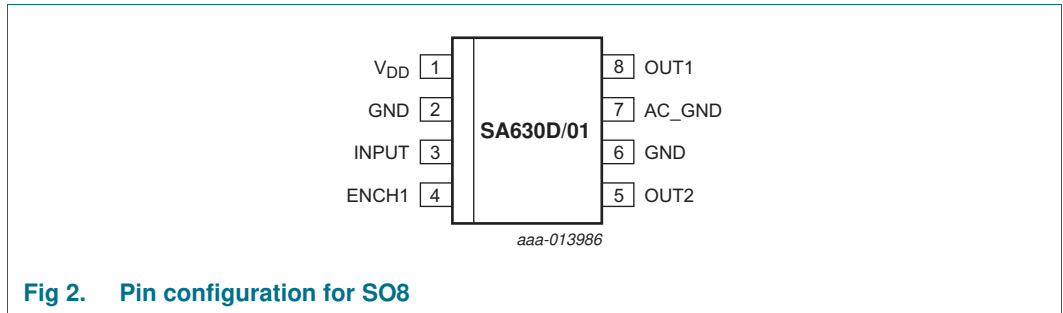 V_DD 1
GND 2
INPUT 3
ENCH1 4
SA630D/01
8 OUT1
7 AC_GND
6 GND
5 OUT2
aaa-013986
Fig 2. Pin configuration for SO8